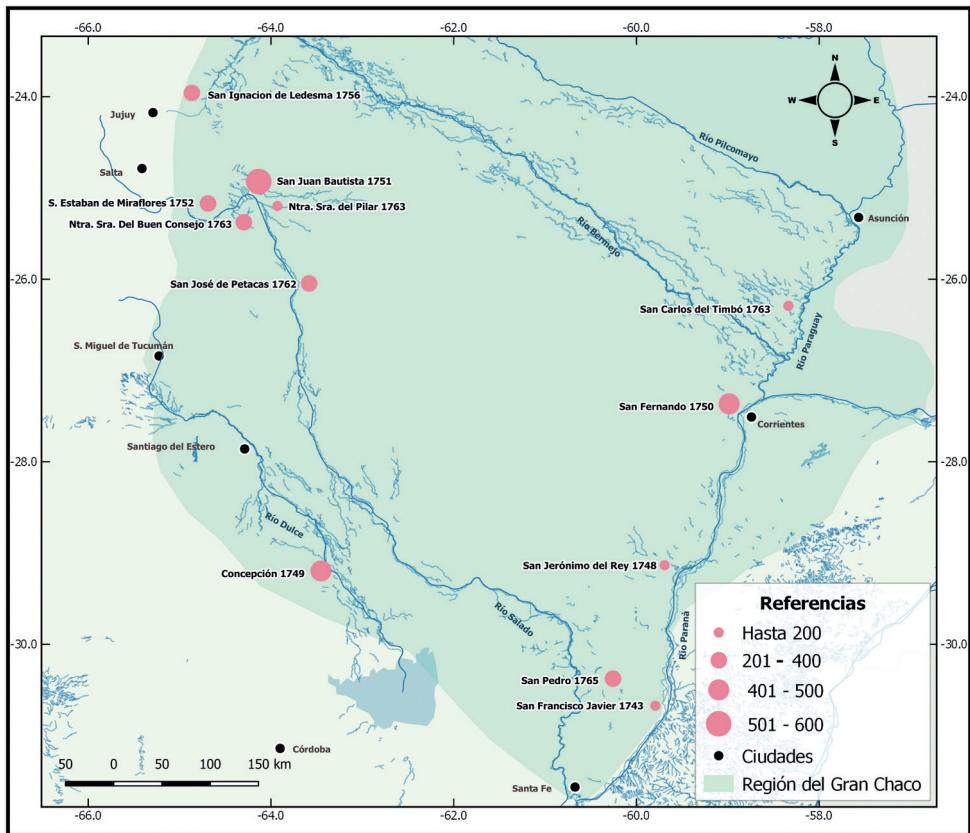 -66.0
-64.0
-62.0
-60.0
-58.0
N
W
E
S
-24.0
-24.0
San Ignacion de Ledesma 1756
Jujuy
Río Pilcomayo
Salta
San Juan Bautista 1751
S. Estaban de Miraflores 1752
Ntra. Sra. del Pilar 1763
Ntra. Sra. Del Buen Consejo 1763
Asunción
Río Bermejo
-26.0
-26.0
San José de Petacas 1762
San Carlos del Timbó 1763
Río Paraguay
S. Miguel de Tucumán
San Fernando 1750
Corrientes
Santiago del Estero
-28.0
-28.0
Río Dulce
Concepción 1749
San Jerónimo del Rey 1748
Río Salado
Río Paraná
-30.0
-30.0
San Pedro 1765
San Francisco Javier 1743
Córdoba
Santa Fe
50 0 50 100 150 km
Referencias
Hasta 200
201 - 400
401 - 500
501 - 600
Ciudades
Región del Gran Chaco
-66.0
-64.0
-62.0
-60.0
-58.0